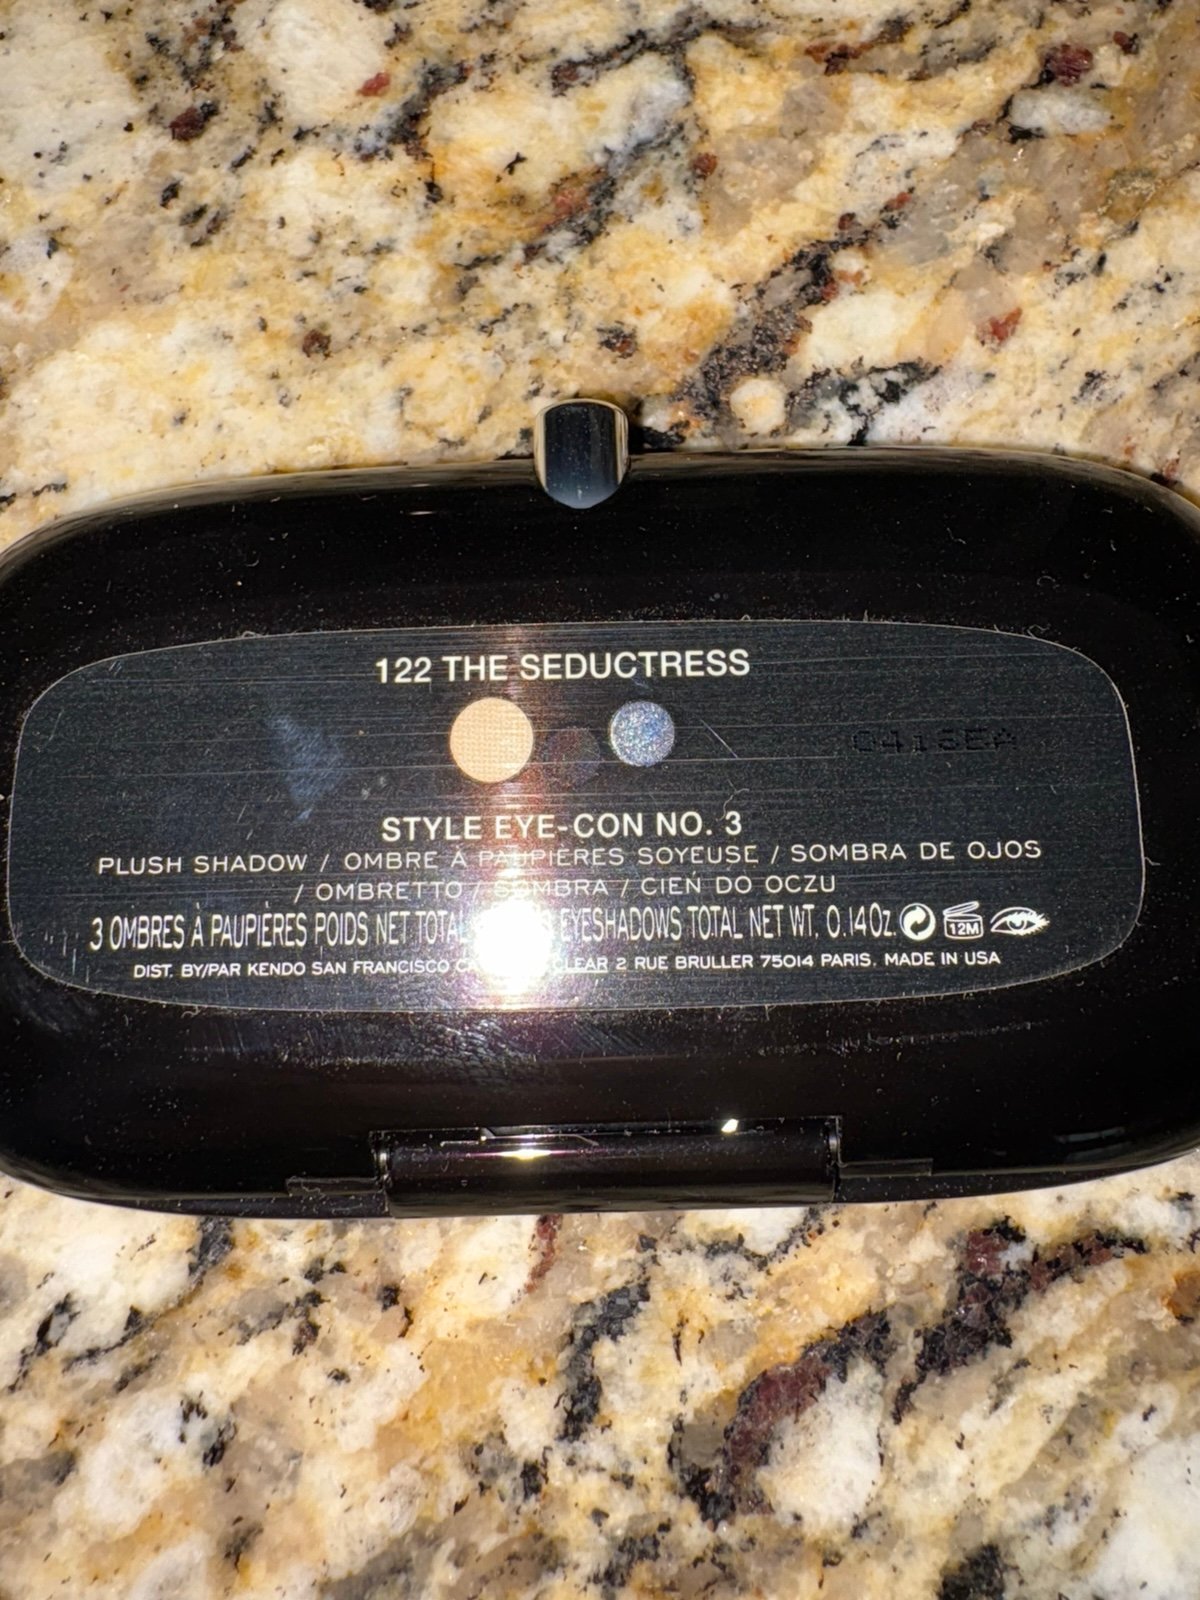 122 THE SEDUCTRESS
STYLE EYE-CON NO. 3
PLUSH SHADOW / OMBRE À PAUPIÈRES SOYEUSE / SOMBRA DE OJOS
/ OMBRETTO / SOMBRA / CIEŃ DO OCZU
3 OMBRES À PAUPIÈRES POIDS NET TOTAL EYESHADOWS TOTAL NET WT. 0.14 Oz. 12M
DIST. BY/PAR KENDO SAN FRANCISCO CLEAR 2 RUE BRULLER 75014 PARIS. MADE IN USA